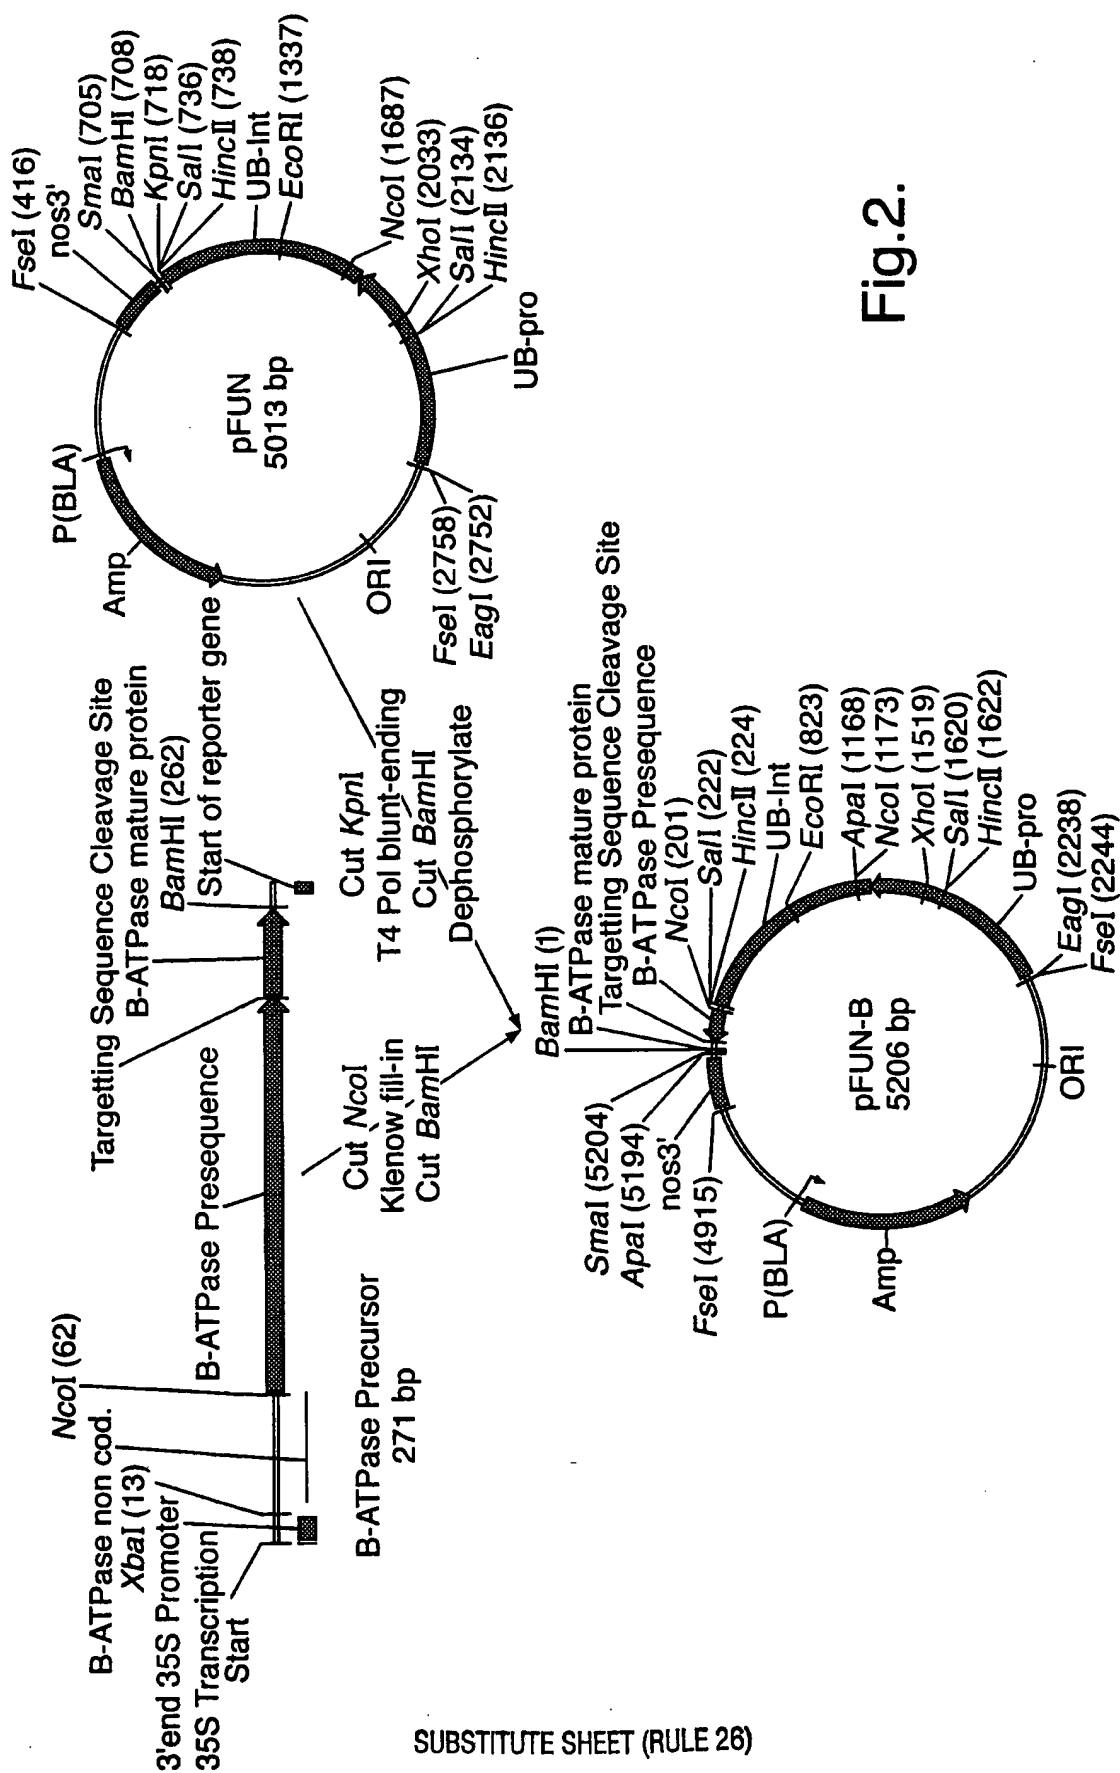 B-ATPase non cod.
XbaI (13)
3'end 35S Promoter
35S Transcription
Start
NcoI (62)
B-ATPase Presequence
Targetting Sequence Cleavage Site
B-ATPase mature protein
BamHI (262)
Start of reporter gene
B-ATPase Precursor
271 bp
Cut NcoI
Klenow fill-in
Cut BamHI
Cut KpnI
T4 Pol blunt-ending
Cut BamHI
Dephosphorylate
P(BLA)
Amp
FseI (416)
nos3'
SmaI (705)
BamHI (708)
KpnI (718)
SalI (736)
HincII (738)
UB-Int
EcoRI (1337)
NcoI (1687)
XhoI (2033)
SalI (2134)
HincII (2136)
UB-pro
pFUN
5013 bp
ORI
FseI (2758)
EagI (2752)
BamHI (1)
B-ATPase mature protein
Targetting Sequence Cleavage Site
B-ATPase Presequence
NcoI (201)
SalI (222)
HincII (224)
UB-Int
EcoRI (823)
ApaI (1168)
NcoI (1173)
XhoI (1519)
SalI (1620)
HincII (1622)
UB-pro
EagI (2238)
FseI (2244)
SmaI (5204)
ApaI (5194)
nos3'
FseI (4915)
P(BLA)
Amp
pFUN-B
5206 bp
ORI
Fig.2.
SUBSTITUTE SHEET (RULE 26)